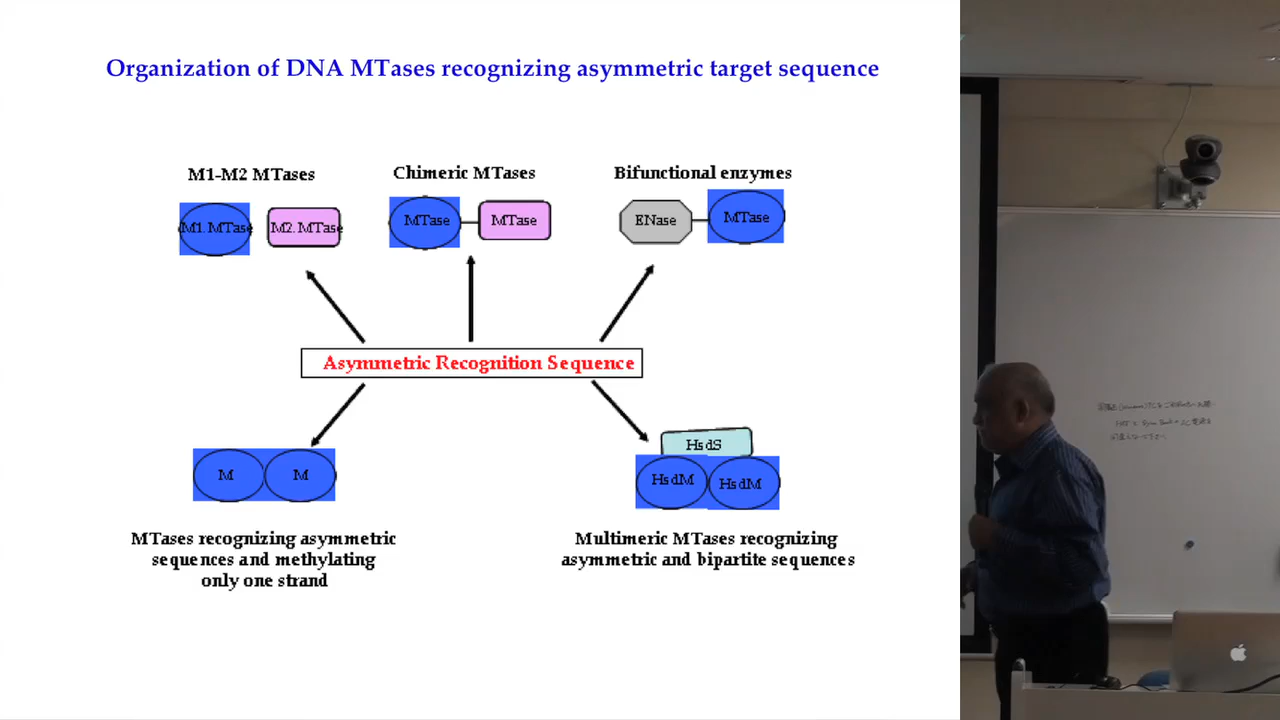 Organization of DNA MTases recognizing asymmetric target sequence
M1-M2 MTases
Chimeric MTases
Bifunctional enzymes
M1.MTase
M2.MTase
MTase
MTase
ENase
MTase
Asymmetric Recognition Sequence
M
M
HsdS
HsdM
HsdM
MTases recognizing asymmetric
sequences and methylating
only one strand
Multimeric MTases recognizing
asymmetric and bipartite sequences